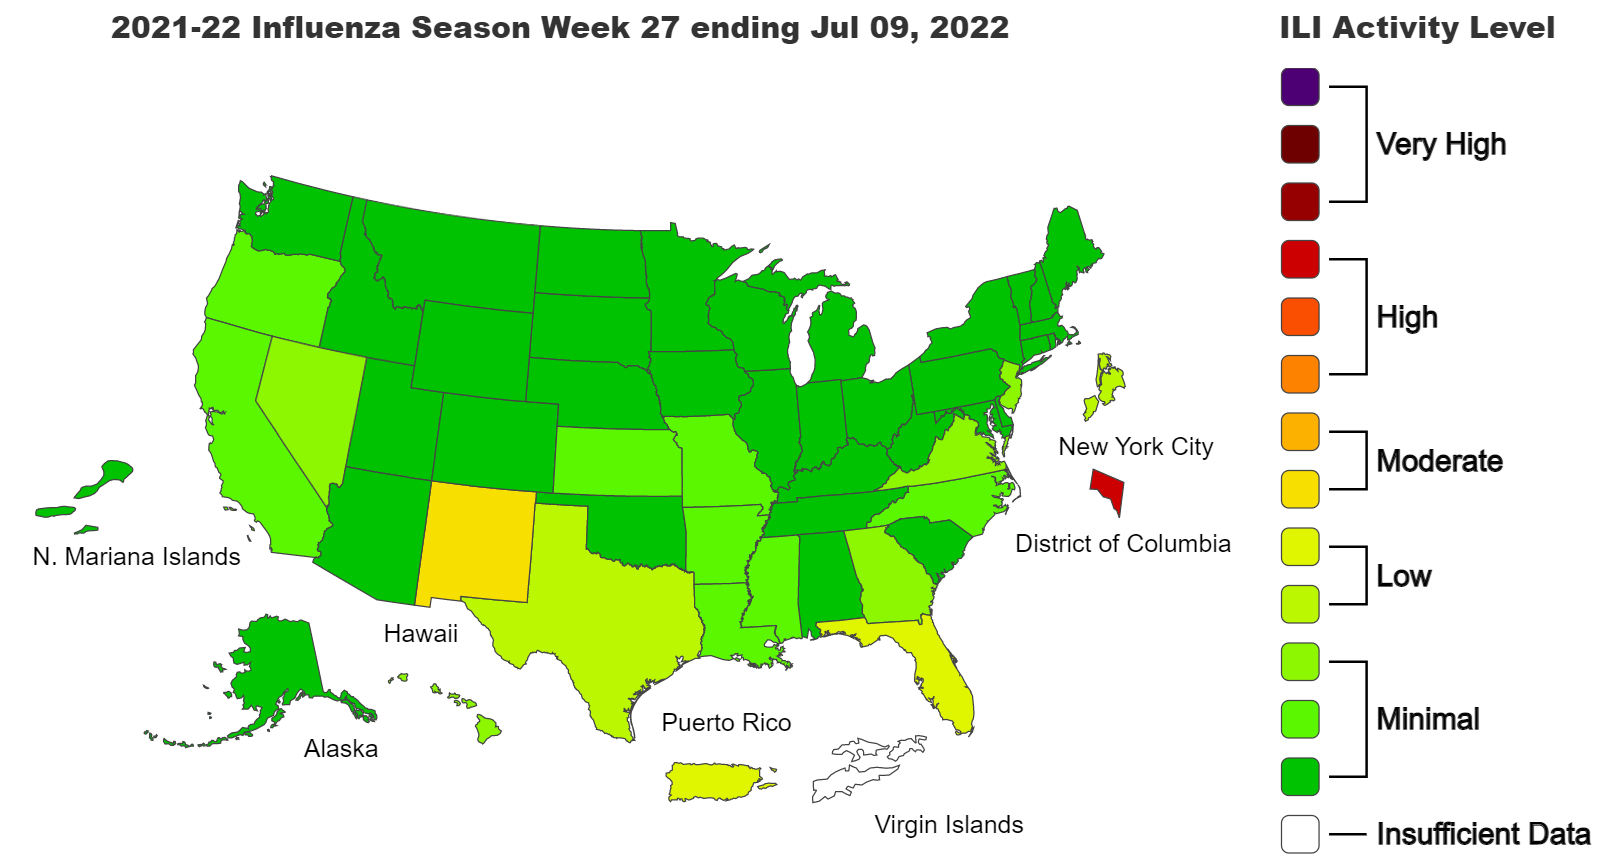 2021-22 Influenza Season Week 27 ending Jul 09, 2022
ILI Activity Level
Very High
High
Moderate
Low
Minimal
Insufficient Data
New York City
District of Columbia
N. Mariana Islands
Hawaii
Alaska
Puerto Rico
Virgin Islands